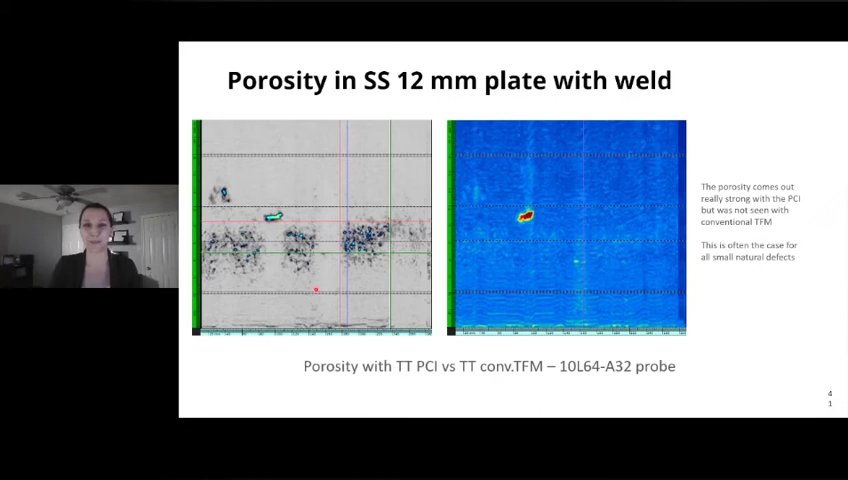 Porosity in SS 12 mm plate with weld
The porosity comes out
really strong with the PCI
but was not seen with
conventional TFM
This is often the case for
all small natural defects
Porosity with TT PCI vs TT conv.TFM – 10L64-A32 probe
4
1